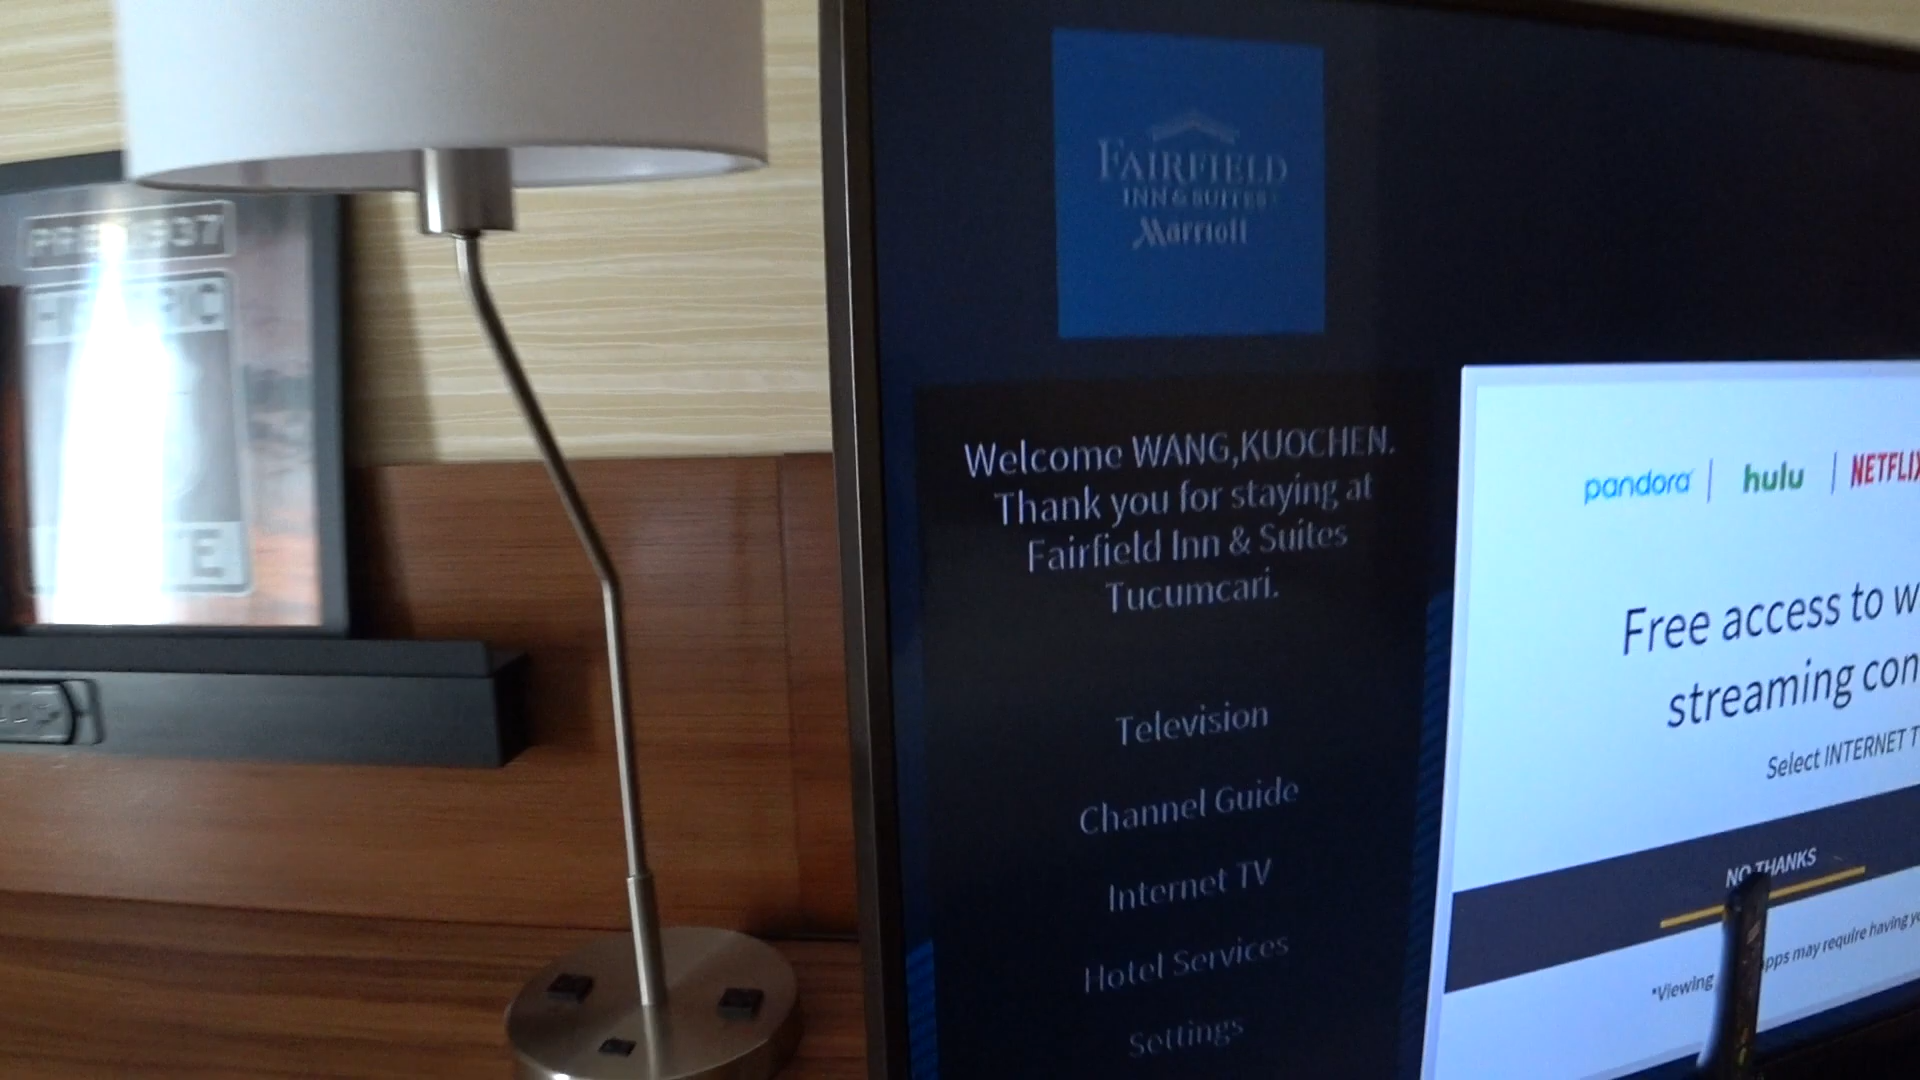 FAIRFIELD
INN & SUITES
Marriott
Welcome WANG,KUOCHEN.
Thank you for staying at
Fairfield Inn & Suites
Tucumcari.
Television
Channel Guide
Internet TV
Hotel Services
Settings
pandora | hulu | NETFLIX
Free access to
streaming
Select INTERNET
NO THANKS
*Viewing apps may require having